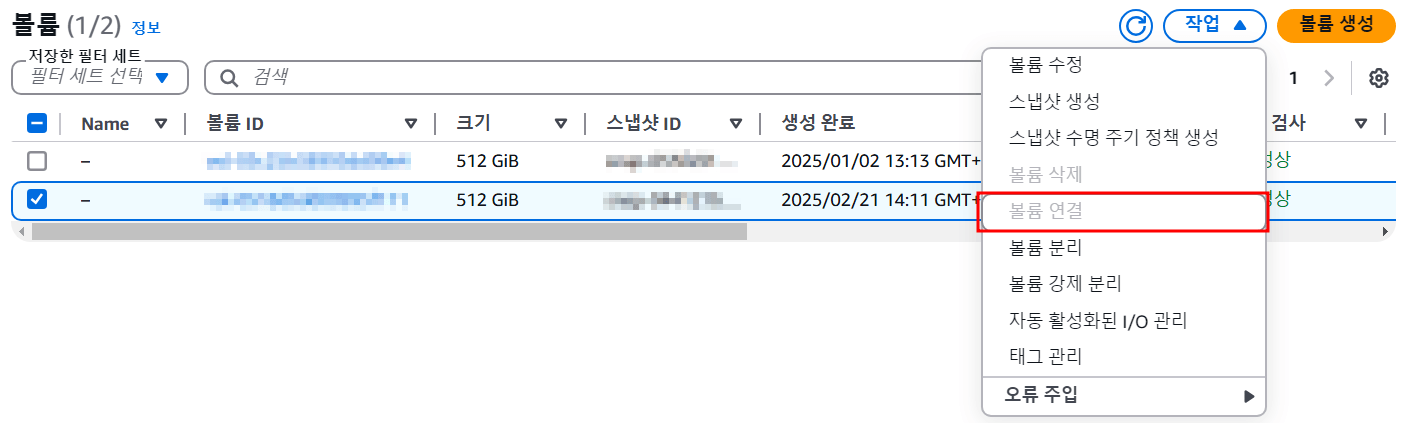 볼륨 (1/2) 정보 작업 볼륨 생성
저장한 필터 세트
필터 세트 선택 검색 1
Name 볼륨 ID 크기 스냅샷 ID 생성 완료 검사
– 512 GiB 2025/01/02 13:13 GMT+ 정상
– 512 GiB 2025/02/21 14:11 GMT+ 정상
볼륨 수정
스냅샷 생성
스냅샷 수명 주기 정책 생성
볼륨 삭제
볼륨 연결
볼륨 분리
볼륨 강제 분리
자동 활성화된 I/O 관리
태그 관리
오류 주입